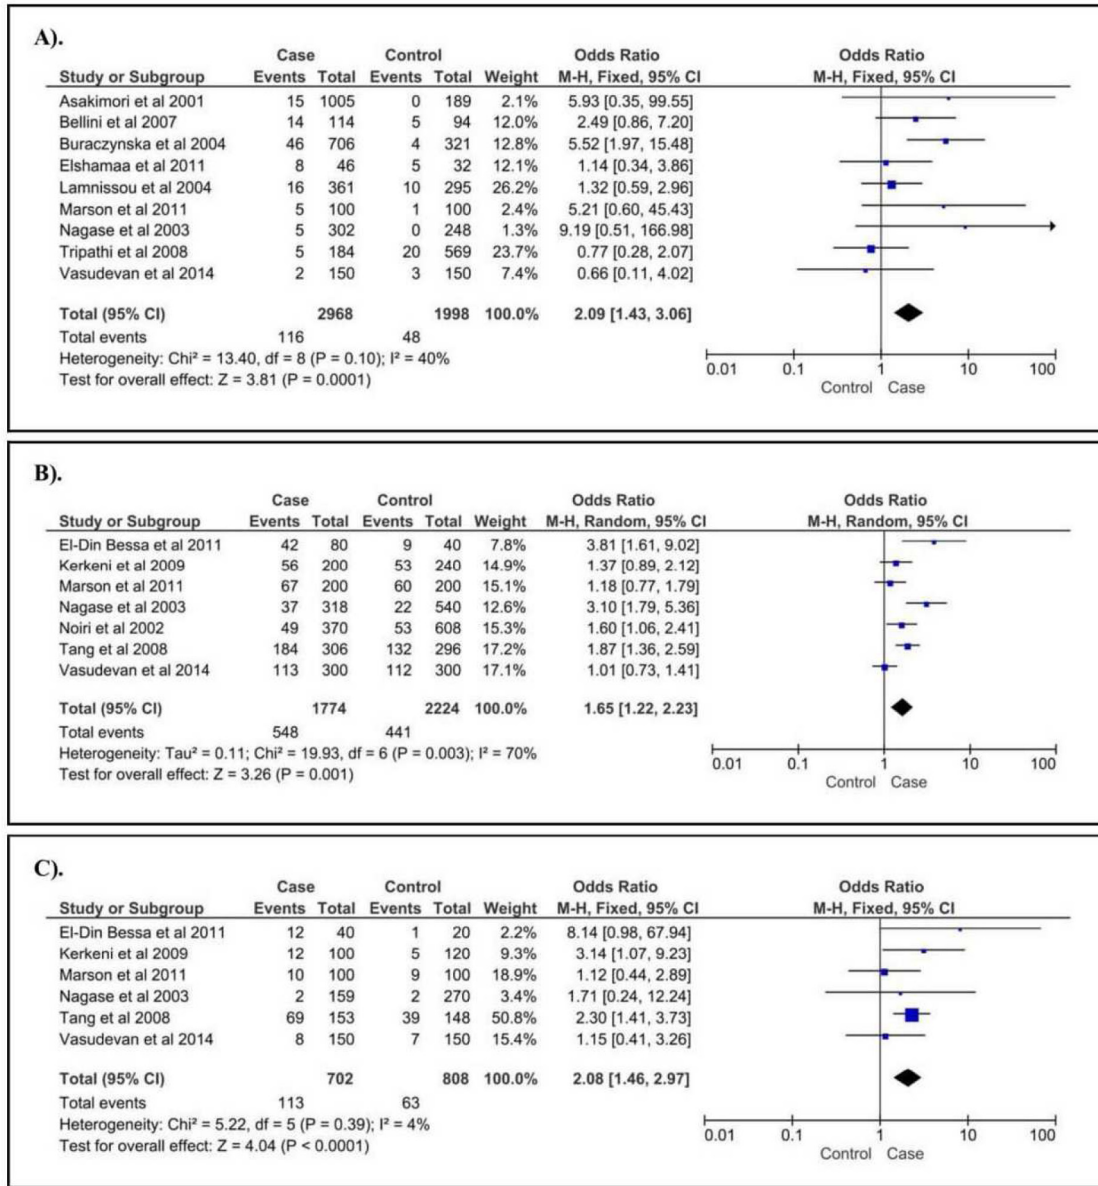 A).
Case Control Odds Ratio Odds Ratio
Study or Subgroup Events Total Events Total Weight M-H, Fixed, 95% CI M-H, Fixed, 95% CI
Asakimori et al 2001 15 1005 0 189 2.1% 5.93 [0.35, 99.55]
Bellini et al 2007 14 114 5 94 12.0% 2.49 [0.86, 7.20]
Buraczynska et al 2004 46 706 4 321 12.8% 5.52 [1.97, 15.48]
Elshamaa et al 2011 8 46 5 32 12.1% 1.14 [0.34, 3.86]
Lamnissou et al 2004 16 361 10 295 26.2% 1.32 [0.59, 2.96]
Marson et al 2011 5 100 1 100 2.4% 5.21 [0.60, 45.43]
Nagase et al 2003 5 302 0 248 1.3% 9.19 [0.51, 166.98]
Tripathi et al 2008 5 184 20 569 23.7% 0.77 [0.28, 2.07]
Vasudevan et al 2014 2 150 3 150 7.4% 0.66 [0.11, 4.02]
Total (95% CI) 2968 1998 100.0% 2.09 [1.43, 3.06]
Total events 116 48
Heterogeneity: Chi² = 13.40, df = 8 (P = 0.10); I² = 40%
Test for overall effect: Z = 3.81 (P = 0.0001)
0.01 0.1 1 10 100
Control Case
B).
Case Control Odds Ratio Odds Ratio
Study or Subgroup Events Total Events Total Weight M-H, Random, 95% CI M-H, Random, 95% CI
El-Din Bessa et al 2011 42 80 9 40 7.8% 3.81 [1.61, 9.02]
Kerkeni et al 2009 56 200 53 240 14.9% 1.37 [0.89, 2.12]
Marson et al 2011 67 200 60 200 15.1% 1.18 [0.77, 1.79]
Nagase et al 2003 37 318 22 540 12.6% 3.10 [1.79, 5.36]
Noiri et al 2002 49 370 53 608 15.3% 1.60 [1.06, 2.41]
Tang et al 2008 184 306 132 296 17.2% 1.87 [1.36, 2.59]
Vasudevan et al 2014 113 300 112 300 17.1% 1.01 [0.73, 1.41]
Total (95% CI) 1774 2224 100.0% 1.65 [1.22, 2.23]
Total events 548 441
Heterogeneity: Tau² = 0.11; Chi² = 19.93, df = 6 (P = 0.003); I² = 70%
Test for overall effect: Z = 3.26 (P = 0.001)
0.01 0.1 1 10 100
Control Case
C).
Case Control Odds Ratio Odds Ratio
Study or Subgroup Events Total Events Total Weight M-H, Fixed, 95% CI M-H, Fixed, 95% CI
El-Din Bessa et al 2011 12 40 1 20 2.2% 8.14 [0.98, 67.94]
Kerkeni et al 2009 12 100 5 120 9.3% 3.14 [1.07, 9.23]
Marson et al 2011 10 100 9 100 18.9% 1.12 [0.44, 2.89]
Nagase et al 2003 2 159 2 270 3.4% 1.71 [0.24, 12.24]
Tang et al 2008 69 153 39 148 50.8% 2.30 [1.41, 3.73]
Vasudevan et al 2014 8 150 7 150 15.4% 1.15 [0.41, 3.26]
Total (95% CI) 702 808 100.0% 2.08 [1.46, 2.97]
Total events 113 63
Heterogeneity: Chi² = 5.22, df = 5 (P = 0.39); I² = 4%
Test for overall effect: Z = 4.04 (P < 0.0001)
0.01 0.1 1 10 100
Control Case